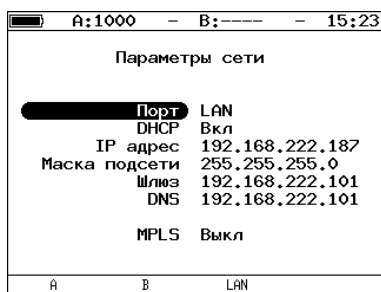 A:1000 – B:---- – 15:23
Параметры сети
Порт LAN
DHCP Вкл
IP адрес 192.168.222.187
Маска подсети 255.255.255.0
Шлюз 192.168.222.101
DNS 192.168.222.101
MPLS Выкл
A B LAN